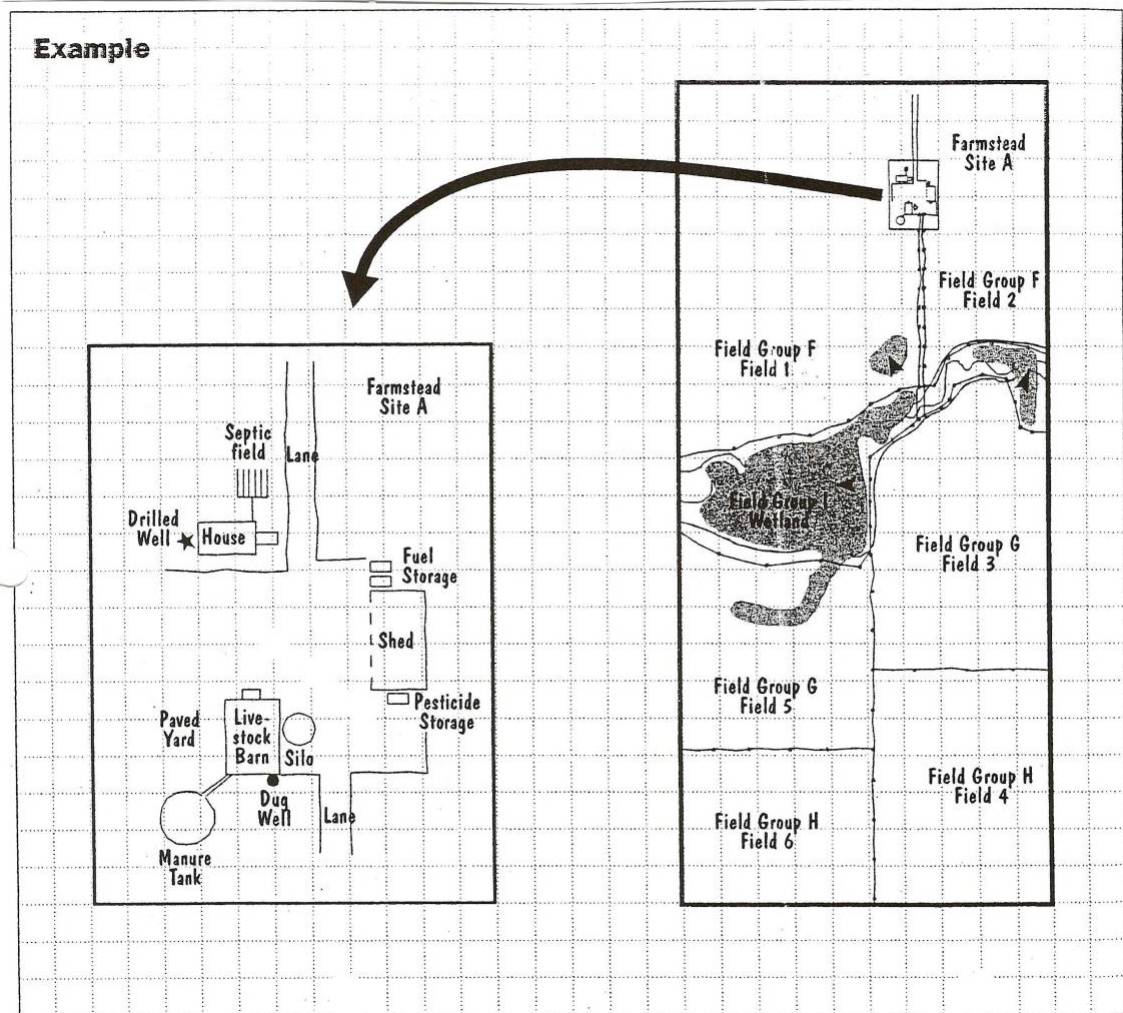 Example
Farmstead
Site A
Field Group F
Field 2
Field Group F
Field 1
Field Group I
Wetland
Field Group G
Field 3
Field Group G
Field 5
Field Group H
Field 4
Field Group H
Field 6
Farmstead
Site A
Septic
field
Lane
Drilled
Well
House
Fuel
Storage
Shed
Pesticide
Storage
Paved
Yard
Live-
stock
Barn
Silo
Dug
Well
Lane
Manure
Tank